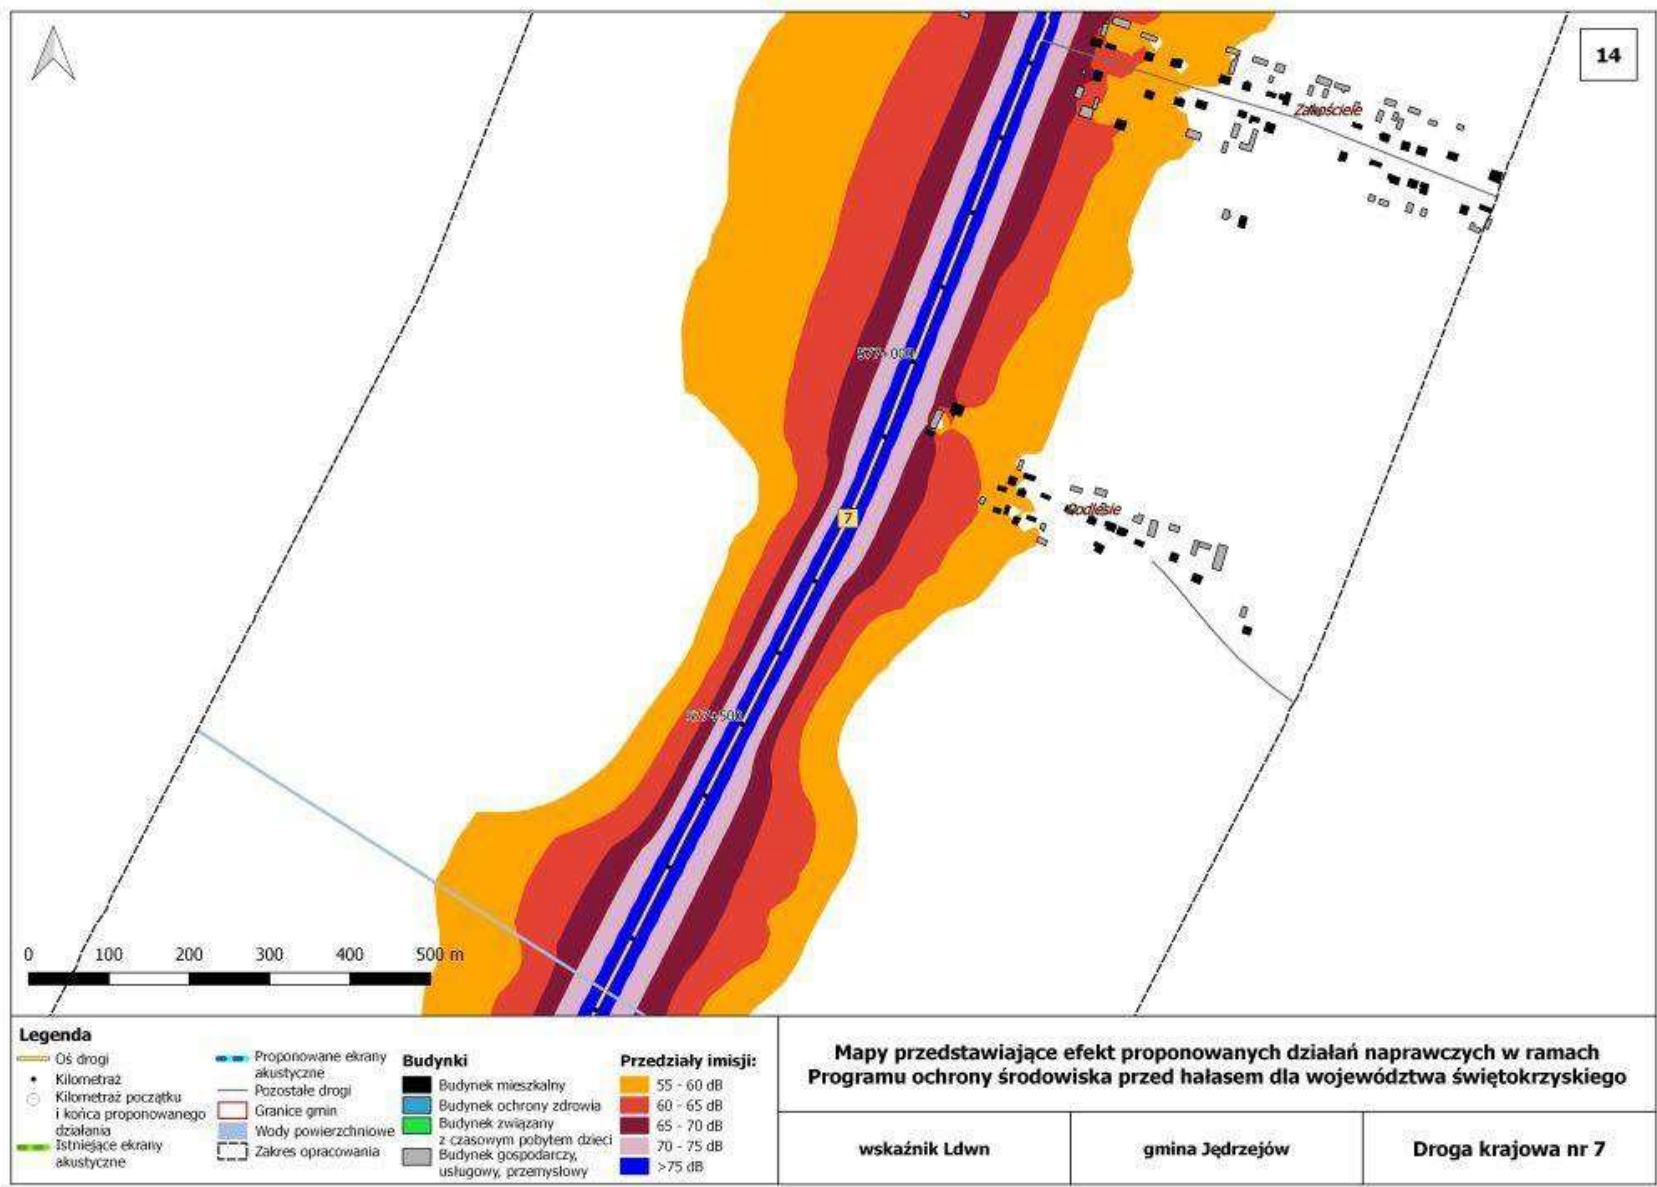 14
Zakościele
577+000
7
Podlesie
577+500
0 100 200 300 400 500 m
Legenda
Oś drogi
Kilometraż
Kilometraż początku
i końca proponowanego
działania
Istniejące ekrany
akustyczne
Proponowane ekrany
akustyczne
Pozostałe drogi
Granice gmin
Wody powierzchniowe
Zakres opracowania
Budynki
Budynek mieszkalny
Budynek ochrony zdrowia
Budynek związany
z czasowym pobytem dzieci
Budynek gospodarczy,
usługowy, przemysłowy
Przedziały imisji:
55 - 60 dB
60 - 65 dB
65 - 70 dB
70 - 75 dB
>75 dB
Mapy przedstawiające efekt proponowanych działań naprawczych w ramach
Programu ochrony środowiska przed hałasem dla województwa świętokrzyskiego
wskaźnik Ldwn
gmina Jędrzejów
Droga krajowa nr 7